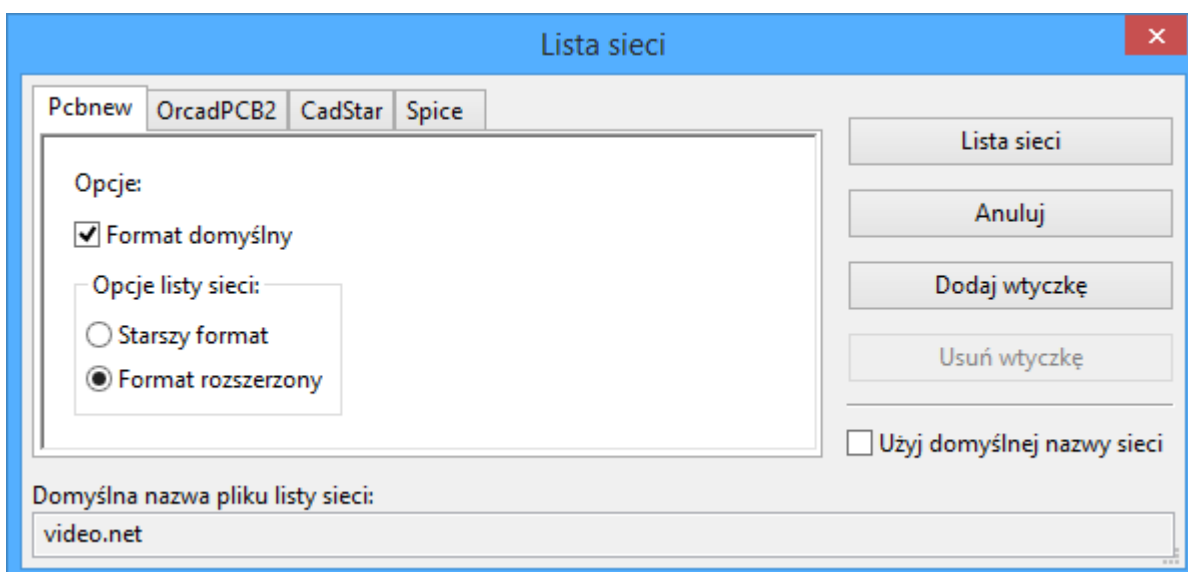 Lista sieci
Pcbnew OrcadPCB2 CadStar Spice
Opcje:
Format domyślny
Opcje listy sieci:
Starszy format
Format rozszerzony
Lista sieci
Anuluj
Dodaj wtyczkę
Usuń wtyczkę
Użyj domyślnej nazwy sieci
Domyślna nazwa pliku listy sieci:
video.net